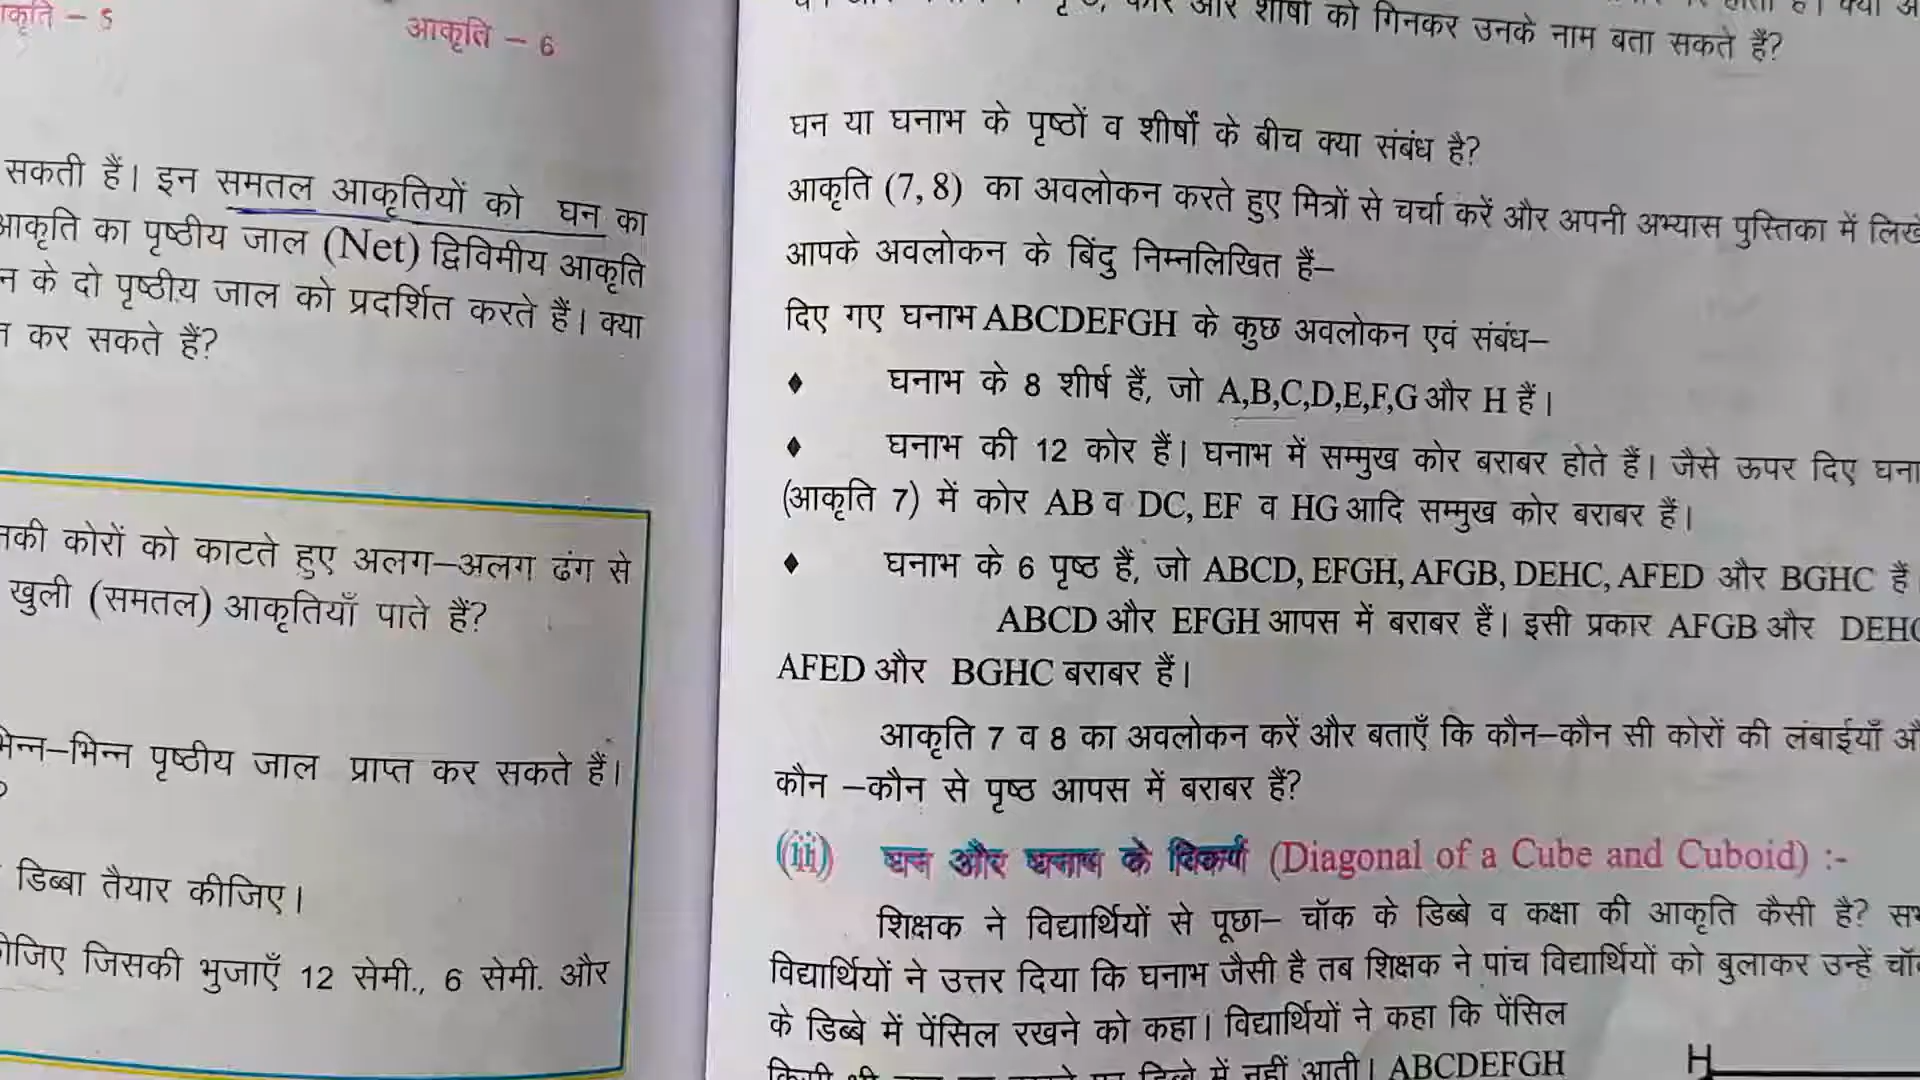 आकृति – 6
सकती हैं। इन समतल आकृतियों को घन का
आकृति का पृष्ठीय जाल (Net) द्विविमीय आकृति
के दो पृष्ठीय जाल को प्रदर्शित करते हैं। क्या
कर सकते हैं?
कोरों को काटते हुए अलग–अलग ढंग से
खुली (समतल) आकृतियाँ पाते हैं?
भिन्न–भिन्न पृष्ठीय जाल प्राप्त कर सकते हैं।
डिब्बा तैयार कीजिए।
जिसकी भुजाएँ 12 सेमी., 6 सेमी. और
कोर और शीर्षों को गिनकर उनके नाम बता सकते हैं?
घन या घनाभ के पृष्ठों व शीर्षों के बीच क्या संबंध है?
आकृति (7, 8) का अवलोकन करते हुए मित्रों से चर्चा करें और अपनी अभ्यास पुस्तिका में
आपके अवलोकन के बिंदु निम्नलिखित हैं–
दिए गए घनाभ ABCDEFGH के कुछ अवलोकन एवं संबंध–
♦ घनाभ के 8 शीर्ष हैं, जो A,B,C,D,E,F,G और H हैं।
♦ घनाभ की 12 कोर हैं। घनाभ में सम्मुख कोर बराबर होते हैं। जैसे ऊपर दिए
(आकृति 7) में कोर AB व DC, EF व HG आदि सम्मुख कोर बराबर हैं।
♦ घनाभ के 6 पृष्ठ हैं, जो ABCD, EFGH, AFGB, DEHC, AFED और BGHC हैं
ABCD और EFGH आपस में बराबर हैं। इसी प्रकार AFGB और DEHC
AFED और BGHC बराबर हैं।
आकृति 7 व 8 का अवलोकन करें और बताएँ कि कौन–कौन सी कोरों की लंबाईयाँ
कौन –कौन से पृष्ठ आपस में बराबर हैं?
(iii) घन और घनाभ के विकर्ण (Diagonal of a Cube and Cuboid) :-
शिक्षक ने विद्यार्थियों से पूछा– चॉक के डिब्बे व कक्षा की आकृति कैसी है?
विद्यार्थियों ने उत्तर दिया कि घनाभ जैसी है तब शिक्षक ने पांच विद्यार्थियों को बुलाकर उन्हें
के डिब्बे में पेंसिल रखने को कहा। विद्यार्थियों ने कहा कि पेंसिल
डिब्बे में नहीं आती। ABCDEFGH
H